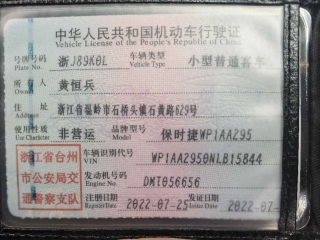 中华人民共和国机动车行驶证
Vehicle License of the People's Republic of China
号牌号码 浙J89K0L 车辆类型 小型普通客车
Plate No. Vehicle Type
所有人 黄恒兵
Owner
住址 浙江省温岭市石桥头镇石黄路629号
Address
使用性质 非营运 品牌型号 保时捷WP1AA295
浙江省台州 车辆识别代号 WP1AA2950NLB15844
VIN
市公安局交 发动机号码 DMT056656
Engine No.
通警察支队 注册日期 2022-07-25 发证日期 2022-07-
Register Date Issue Date